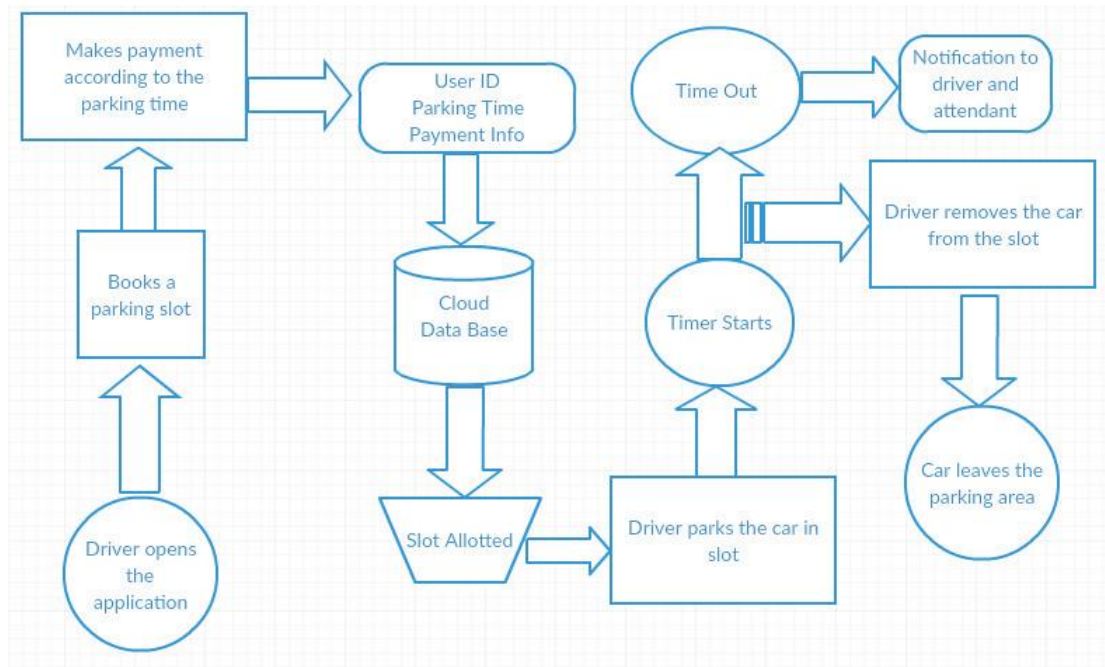 Makes payment
according to the
parking time
User ID
Parking Time
Payment Info
Time Out
Notification to
driver and
attendant
Books a
parking slot
Cloud
Data Base
Timer Starts
Driver removes the car
from the slot
Driver opens
the
application
Slot Allotted
Driver parks the car in
slot
Car leaves the
parking area